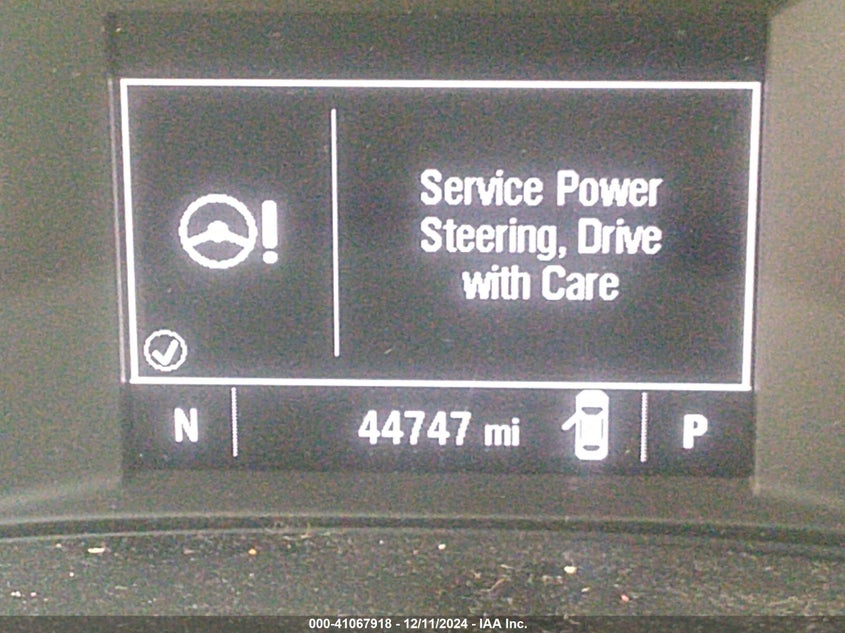 Service Power
Steering, Drive
with Care
N
44747 mi
P
000-41067918 - 12/11/2024 - IAA Inc.